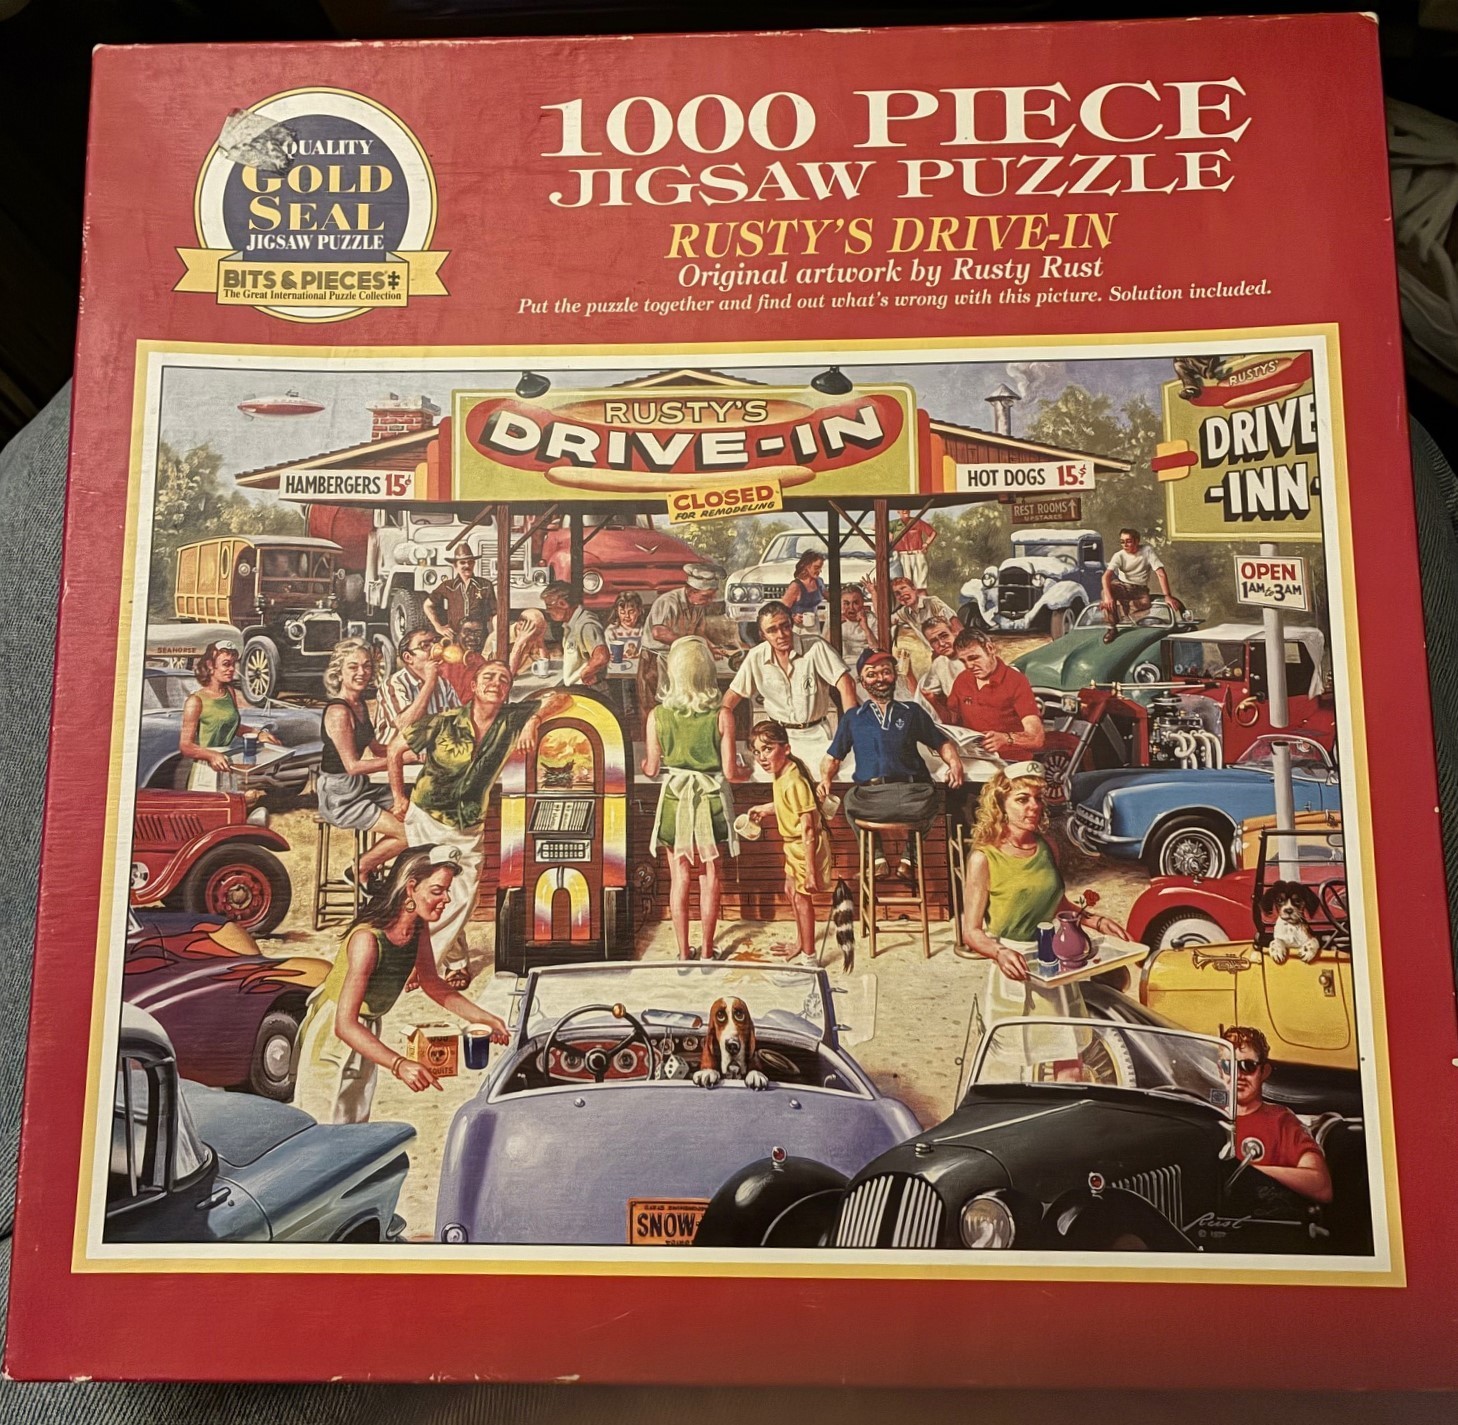 QUALITY
GOLD
SEAL
JIGSAW PUZZLE
BITS & PIECES
The Great International Puzzle Collection
1000 PIECE
JIGSAW PUZZLE
RUSTY'S DRIVE-IN
Original artwork by Rusty Rust
Put the puzzle together and find out what's wrong with this picture. Solution included.
RUSTY'S
DRIVE-IN
HAMBERGERS 15¢
HOT DOGS 15¢
CLOSED
FOR REMODELING
REST ROOMS
UPSTAIRS
RUSTYS'
DRIVE
-INN-
OPEN
1AM to 3AM
SEAHORSE
SNOW-
Rust